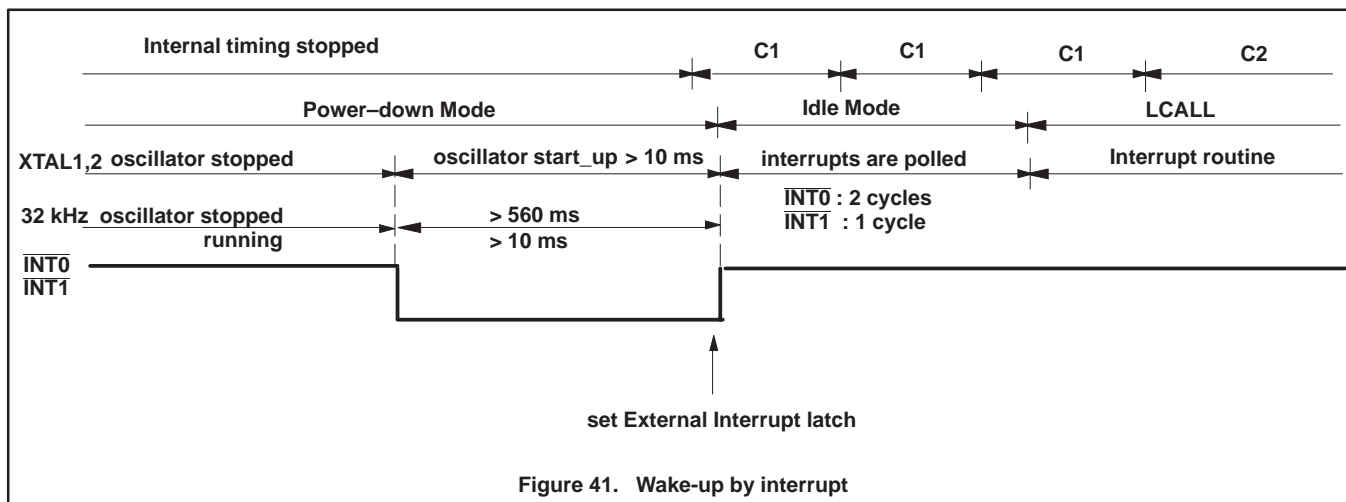 Internal timing stopped C1 C1 C1 C2
Power–down Mode Idle Mode LCALL
XTAL1,2 oscillator stopped oscillator start_up > 10 ms interrupts are polled Interrupt routine
INT0 : 2 cycles
INT1 : 1 cycle
32 kHz oscillator stopped > 560 ms
running > 10 ms
INT0
INT1
set External Interrupt latch
Figure 41. Wake-up by interrupt